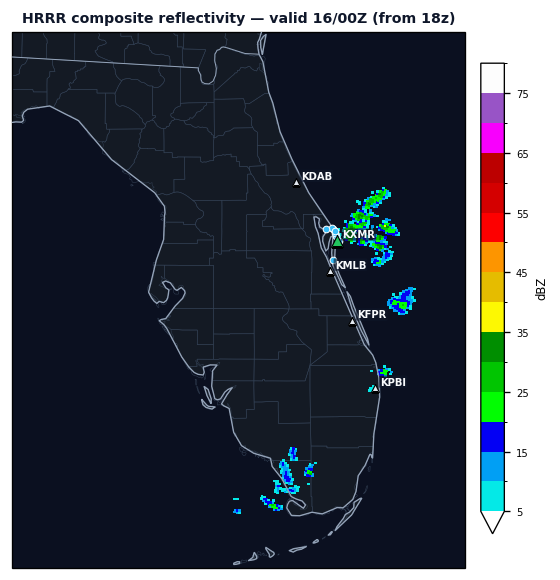 HRRR composite reflectivity — valid 16/00Z (from 18z)
KDAB
KXMR
KMLB
KFPR
KPBI
75
65
55
45
35
25
15
5
dBZ